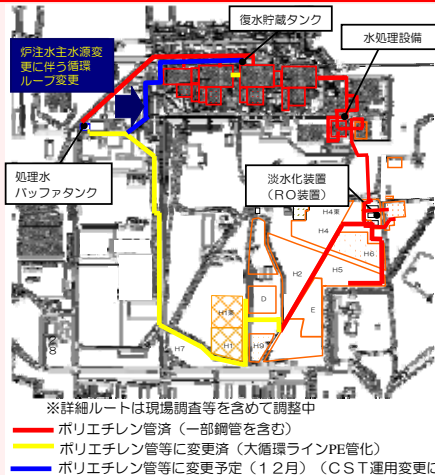 復水貯蔵タンク
水処理設備
炉注水主水源変
更に伴う循環
ループ変更
処理水
バッファタンク
淡水化装置
（RO装置）
H4東
H4
H6
H2
H5
D
E
H1東
H1
H9
H7
※詳細ルートは現場調査等を含めて調整中
ポリエチレン管済（一部鋼管を含む）
ポリエチレン管等に変更済（大循環ラインPE管化）
ポリエチレン管等に変更予定（１２月）（ＣＳＴ運用変更に